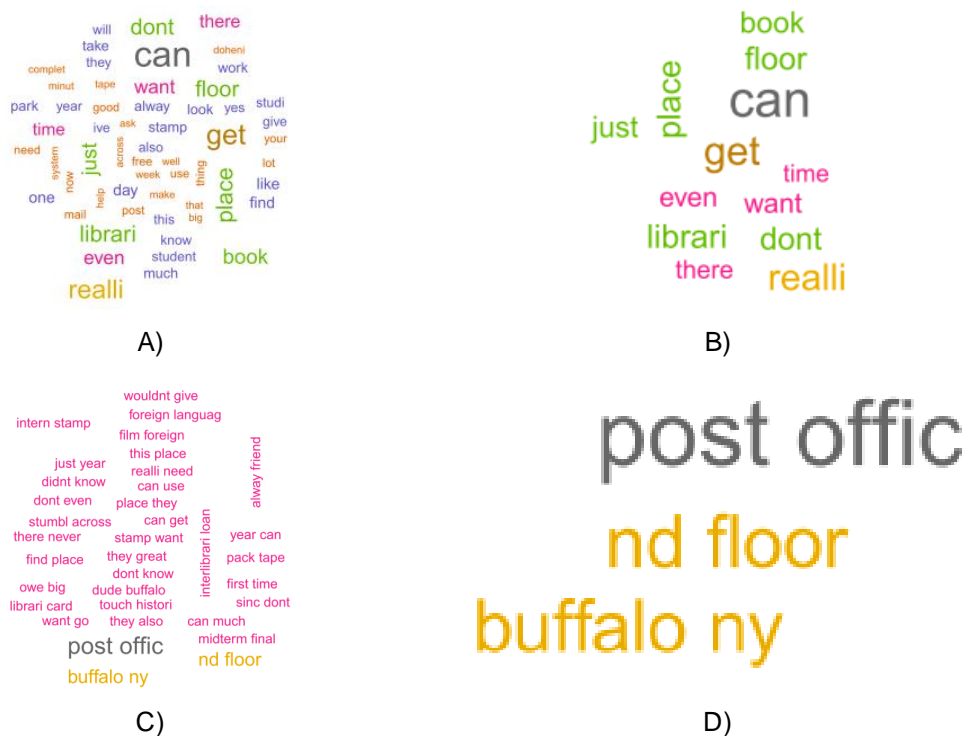 will
dont
there
take
can
doheni
they
work
complet
minut
tape
want
floor
park
year
good
alway
look
yes
studi
time
ive
ask
stamp
get
give
your
need
system
now
just
across
also
free
well
week
use
thing
lot
one
help
day
make
place
like
find
mail
post
this
that
big
librari
know
even
student
book
much
realli
A)
book
floor
can
just
place
get
time
even
want
librari
dont
there
realli
B)
wouldnt give
foreign languag
intern stamp
film foreign
this place
alway friend
just year
realli need
didnt know
can use
dont even
place they
stumbl across
can get
there never
stamp want
interlibrari loan
year can
find place
they great
pack tape
dont know
owe big
dude buffalo
first time
librari card
touch histori
sinc dont
want go
they also
can much
midterm final
post offic
nd floor
buffalo ny
C)
post offic
nd floor
buffalo ny
D)